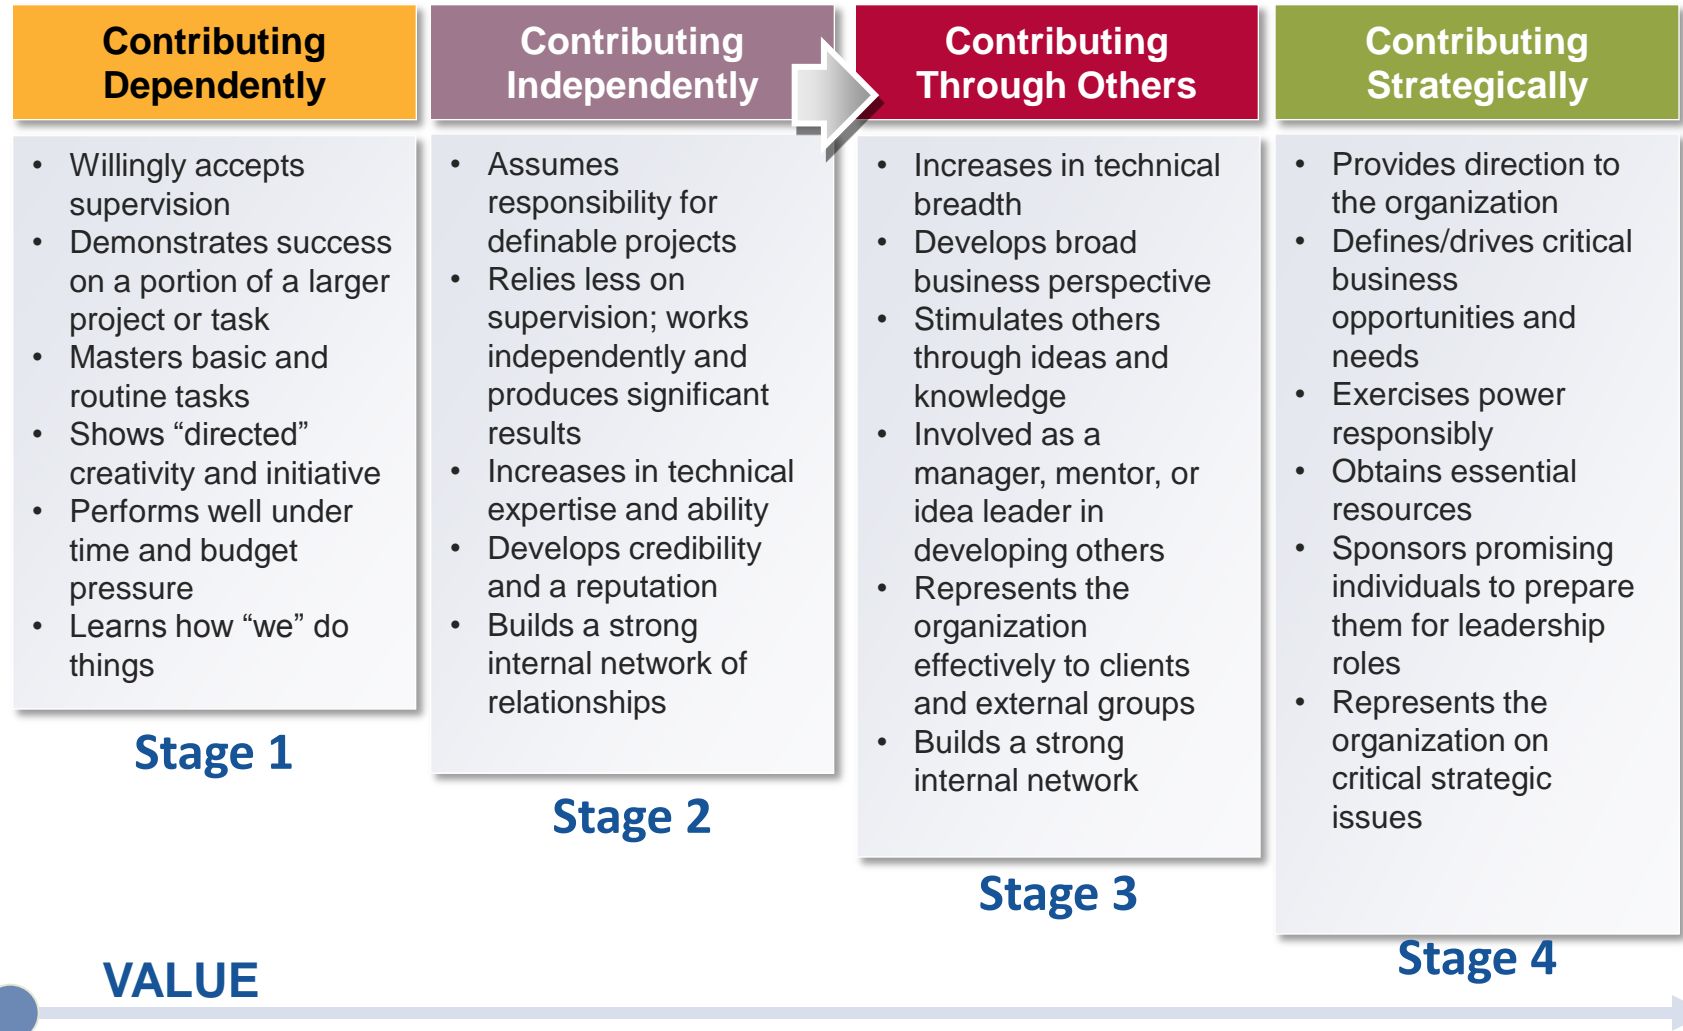 Contributing
Dependently
• Willingly accepts
supervision
• Demonstrates success
on a portion of a larger
project or task
• Masters basic and
routine tasks
• Shows “directed”
creativity and initiative
• Performs well under
time and budget
pressure
• Learns how “we” do
things
Stage 1
Contributing
Independently
• Assumes
responsibility for
definable projects
• Relies less on
supervision; works
independently and
produces significant
results
• Increases in technical
expertise and ability
• Develops credibility
and a reputation
• Builds a strong
internal network of
relationships
Stage 2
Contributing
Through Others
• Increases in technical
breadth
• Develops broad
business perspective
• Stimulates others
through ideas and
knowledge
• Involved as a
manager, mentor, or
idea leader in
developing others
• Represents the
organization
effectively to clients
and external groups
• Builds a strong
internal network
Stage 3
Contributing
Strategically
• Provides direction to
the organization
• Defines/drives critical
business
opportunities and
needs
• Exercises power
responsibly
• Obtains essential
resources
• Sponsors promising
individuals to prepare
them for leadership
roles
• Represents the
organization on
critical strategic
issues
Stage 4
VALUE